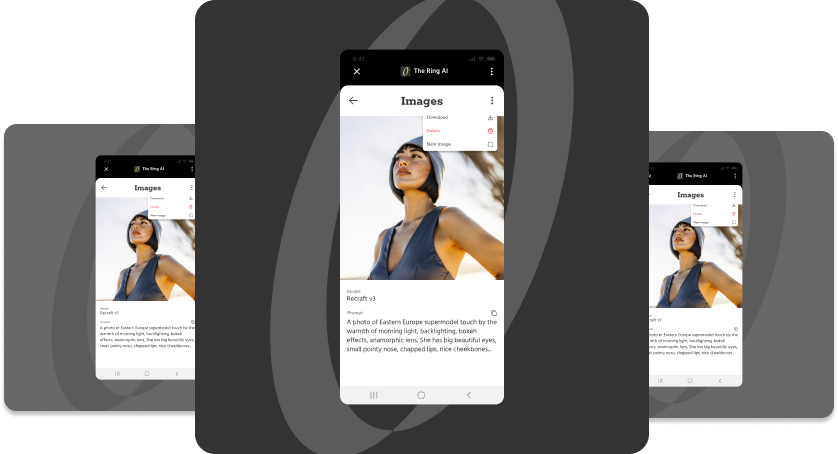 9:41
The Ring AI
Images
Download
Delete
New Image
Model
Recraft v3
Prompt
A photo of Eastern Europe supermodel touch by the
warmth of morning light, backlighting, bokeh
effects, anamorphic lens, She has big beautiful eyes,
small pointy nose, chapped lips, nice cheekbones...
9:41
The Ring AI
Images
Download
Delete
New Image
Model
Recraft v3
Prompt
A photo of Eastern Europe supermodel touch by the
warmth of morning light, backlighting, bokeh
effects, anamorphic lens, She has big beautiful eyes,
small pointy nose, chapped lips, nice cheekbones...
The Ring AI
Images
Download
Delete
New Image
Recraft v3
photo of Eastern Europe supermodel touch by the
of morning light, backlighting, bokeh
anamorphic lens, She has big beautiful eyes,
pointy nose, chapped lips, nice cheekbones...